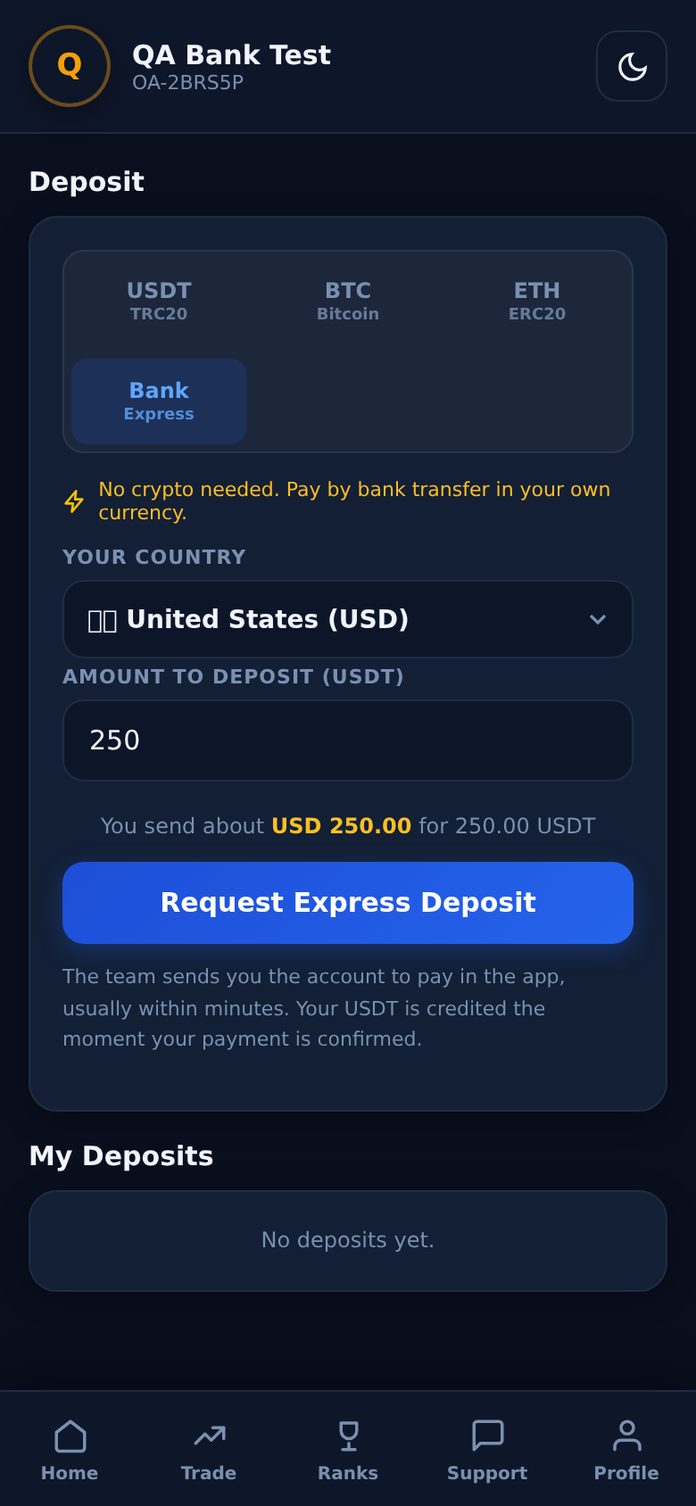 Q
QA Bank Test
OA-2BRS5P
Deposit
USDT
TRC20
BTC
Bitcoin
ETH
ERC20
Bank
Express
No crypto needed. Pay by bank transfer in your own
currency.
YOUR COUNTRY
United States (USD)
AMOUNT TO DEPOSIT (USDT)
250
You send about USD 250.00 for 250.00 USDT
Request Express Deposit
The team sends you the account to pay in the app,
usually within minutes. Your USDT is credited the
moment your payment is confirmed.
My Deposits
No deposits yet.
Home
Trade
Ranks
Support
Profile